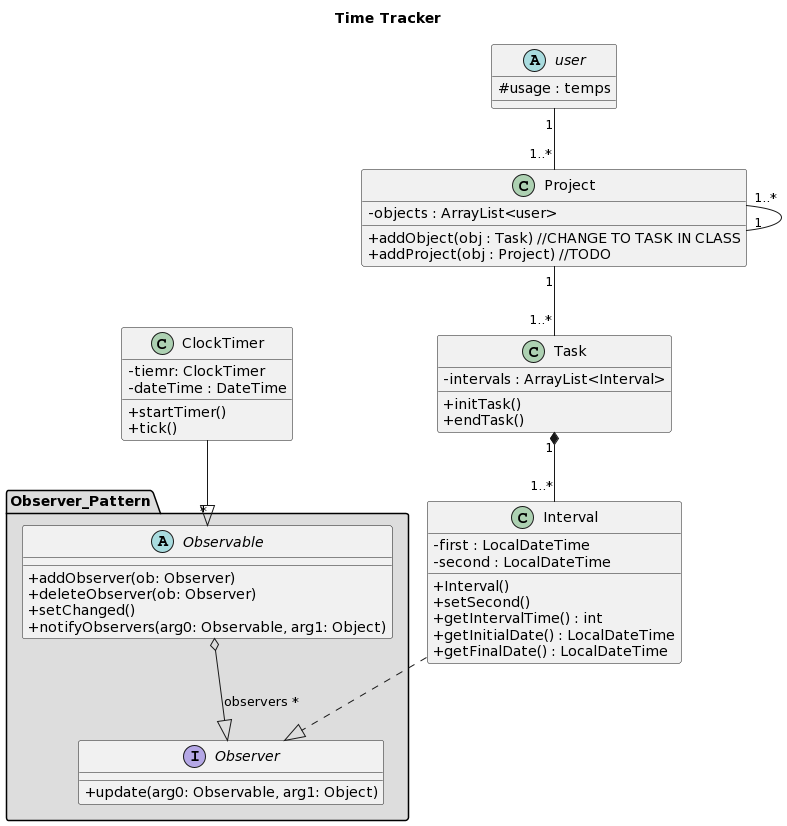 Time Tracker
A user
#usage : temps
1
1..*
C Project
-objects : ArrayList<user>
+addObject(obj : Task) //CHANGE TO TASK IN CLASS
+addProject(obj : Project) //TODO
1..*
1
1
1..*
C ClockTimer
-tiemr: ClockTimer
-dateTime : DateTime
+startTimer()
+tick()
C Task
-intervals : ArrayList<Interval>
+initTask()
+endTask()
1
1..*
Observer_Pattern
*
A Observable
+addObserver(ob: Observer)
+deleteObserver(ob: Observer)
+setChanged()
+notifyObservers(arg0: Observable, arg1: Object)
C Interval
-first : LocalDateTime
-second : LocalDateTime
+Interval()
+setSecond()
+getIntervalTime() : int
+getInitialDate() : LocalDateTime
+getFinalDate() : LocalDateTime
observers *
I Observer
+update(arg0: Observable, arg1: Object)